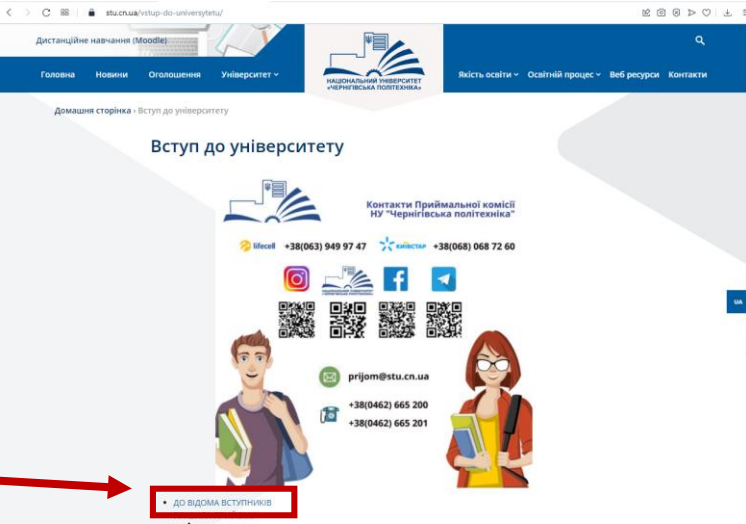 stu.cn.ua/vstup-do-universytetu/
Дистанційне навчання (Moodle)
Головна Новини Оголошення Університет
НАЦІОНАЛЬНИЙ УНІВЕРСИТЕТ
«ЧЕРНІГІВСЬКА ПОЛІТЕХНІКА»
Якість освіти Освітній процес Веб ресурси Контакти
Домашня сторінка › Вступ до університету
Вступ до університету
Контакти Приймальної комісії
НУ "Чернігівська політехніка"
lifecell +38(063) 949 97 47 КИЇВСТАР +38(068) 068 72 60
UA
prijom@stu.cn.ua
+38(0462) 665 200
+38(0462) 665 201
• ДО ВІДОМА ВСТУПНИКІВ